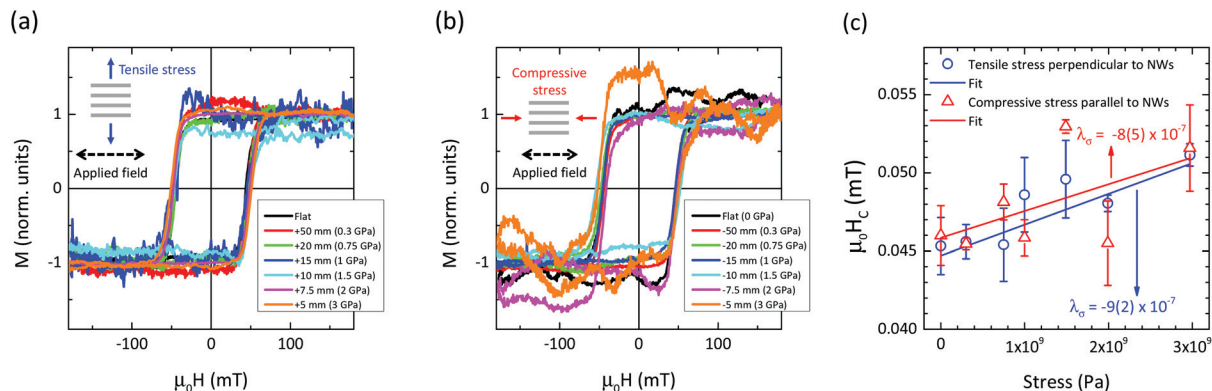 (a)
Tensile stress
Applied field
M (norm. units)
1
0
-1
-100
0
100
μ₀H (mT)
Flat
+50 mm (0.3 GPa)
+20 mm (0.75 GPa)
+15 mm (1 GPa)
+10 mm (1.5 GPa)
+7.5 mm (2 GPa)
+5 mm (3 GPa)
(b)
Compressive
stress
Applied field
M (norm. units)
1
0
-1
-100
0
100
μ₀H (mT)
Flat (0 GPa)
-50 mm (0.3 GPa)
-20 mm (0.75 GPa)
-15 mm (1 GPa)
-10 mm (1.5 GPa)
-7.5 mm (2 GPa)
-5 mm (3 GPa)
(c)
Tensile stress perpendicular to NWs
Fit
Compressive stress parallel to NWs
Fit
λσ = -8(5) x 10⁻⁷
λσ = -9(2) x 10⁻⁷
μ₀HC (mT)
0.055
0.050
0.045
0.040
0
1x10⁹
2x10⁹
3x10⁹
Stress (Pa)